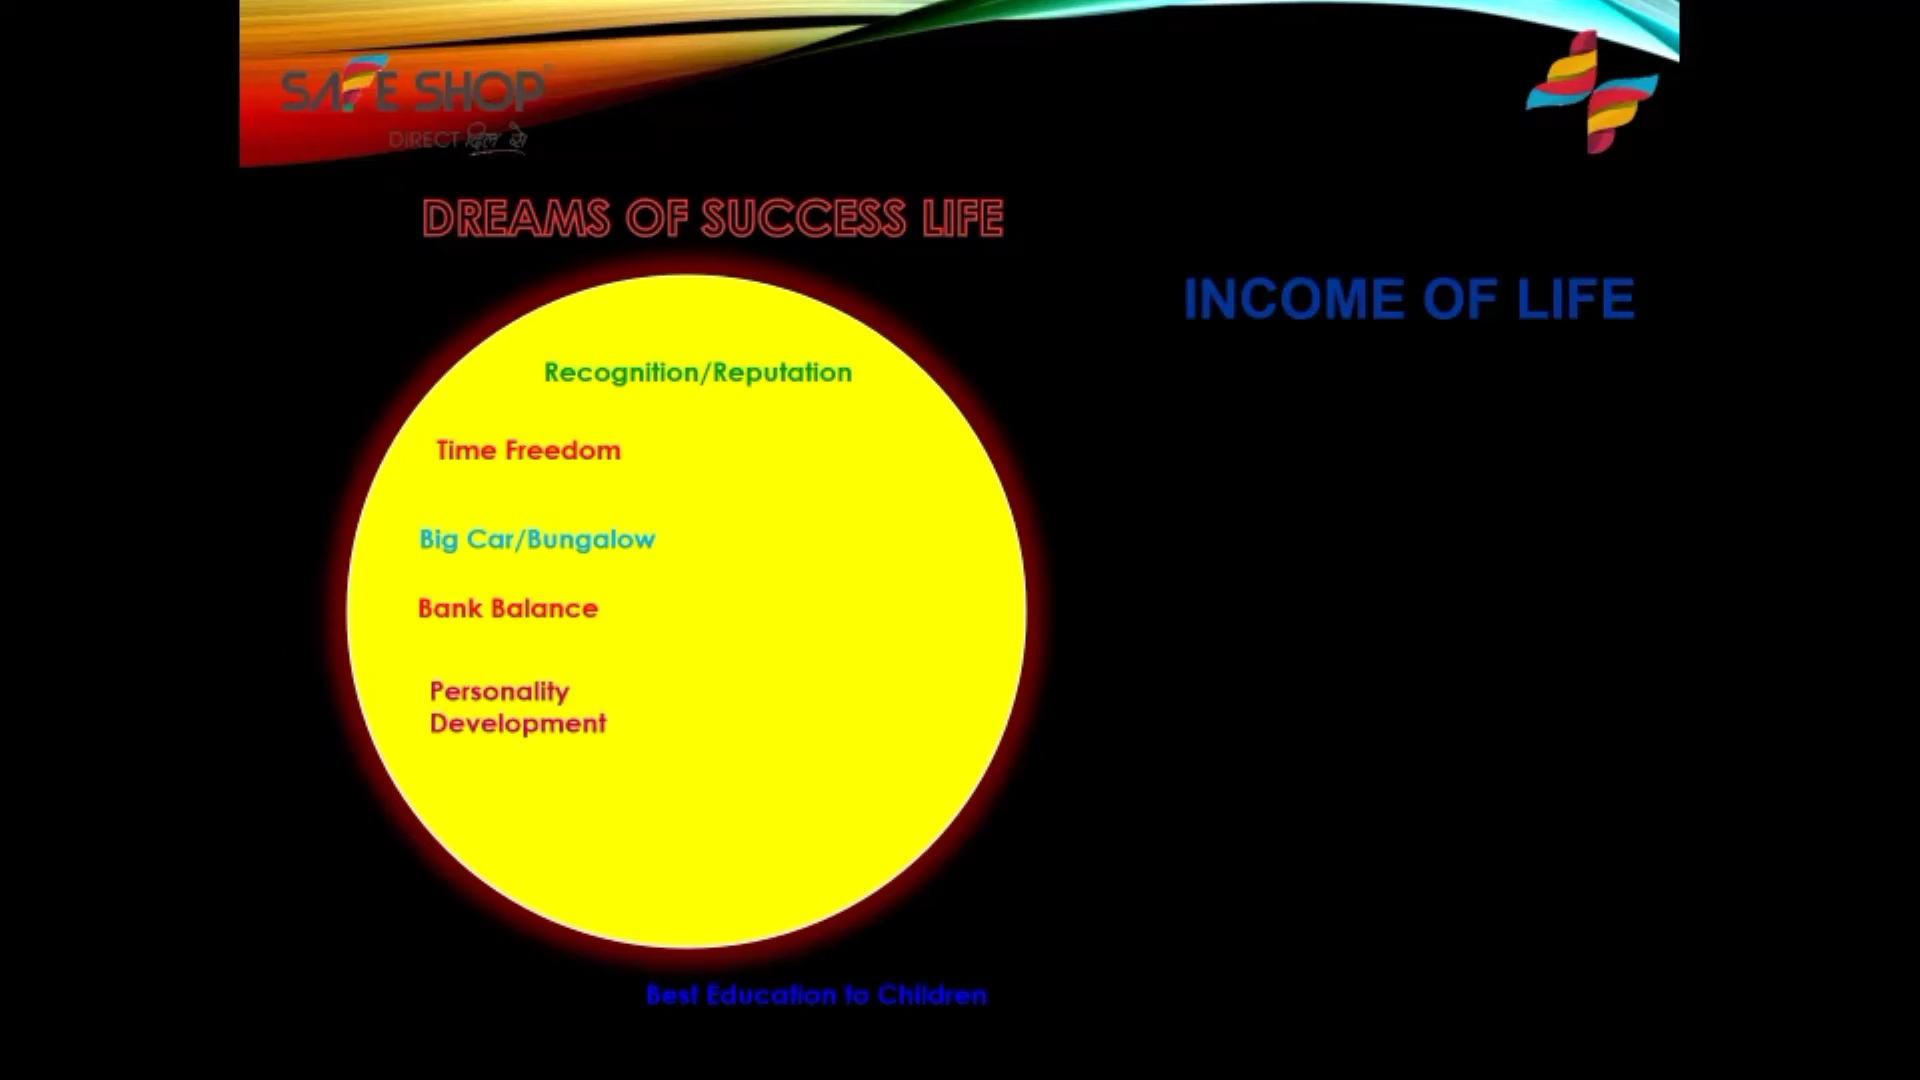 SAFE SHOP
DIRECT दिल से
DREAMS OF SUCCESS LIFE
INCOME OF LIFE
Recognition/Reputation
Time Freedom
Big Car/Bungalow
Bank Balance
Personality
Development
Best Education to Children